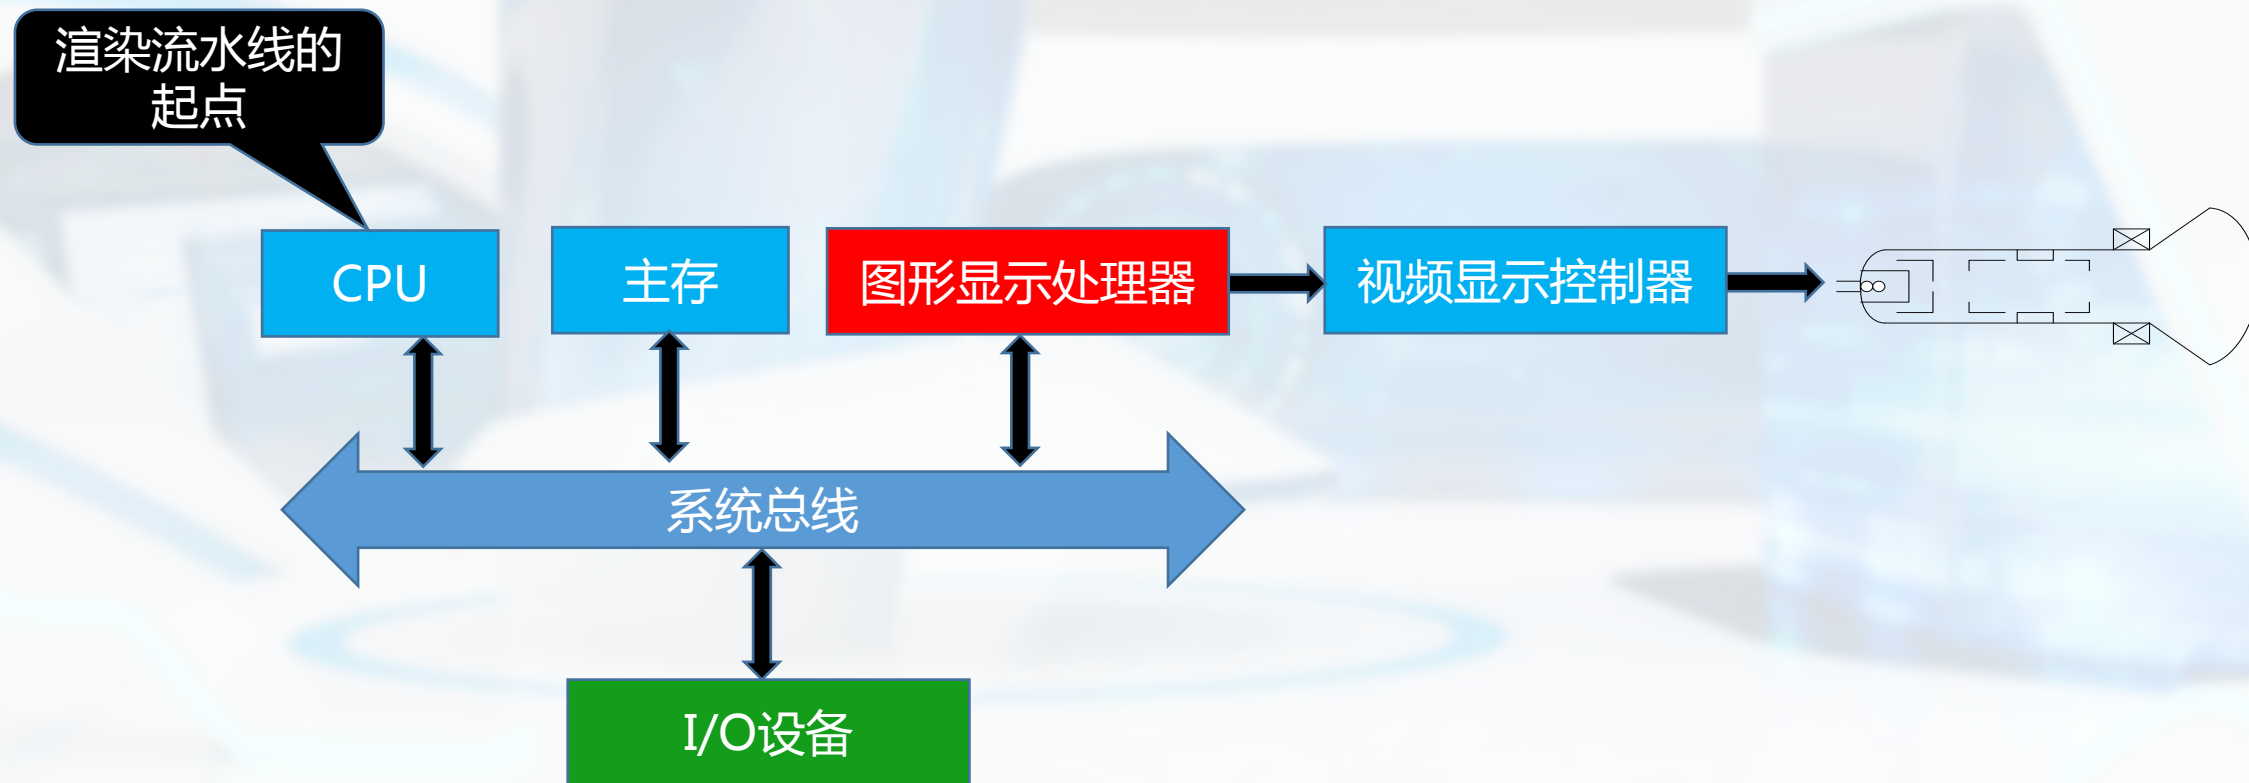 渲染流水线的
起点
CPU
主存
图形显示处理器
视频显示控制器
系统总线
I/O设备